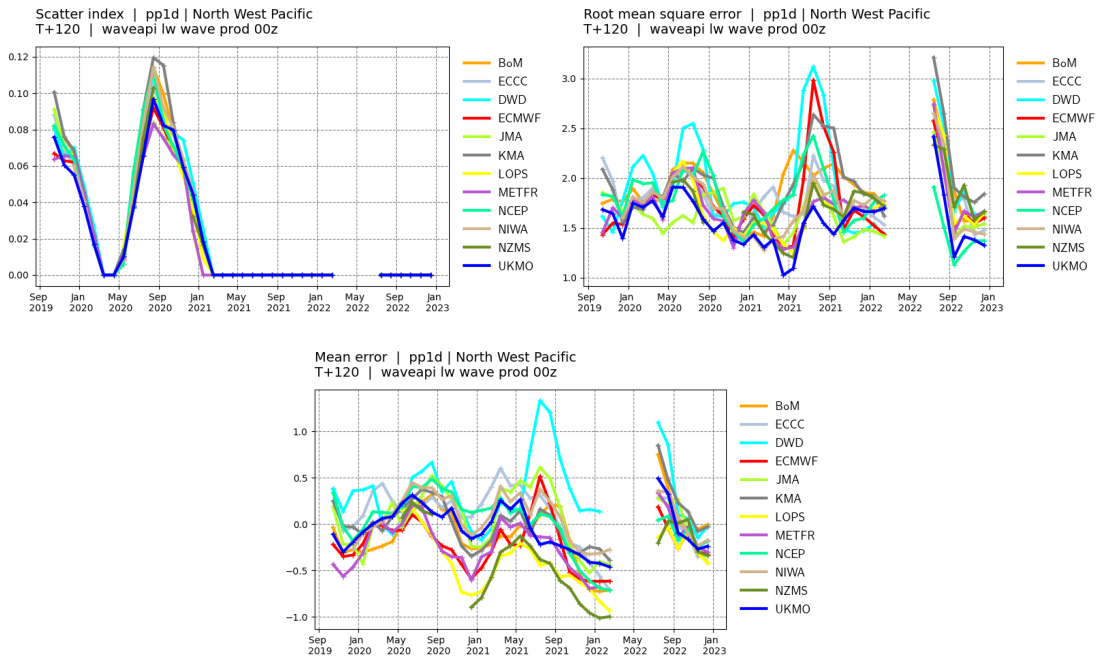 Scatter index | pp1d | North West Pacific
T+120 | waveapi lw wave prod 00z
0.12
0.10
0.08
0.06
0.04
0.02
0.00
Sep Jan May Sep Jan May Sep Jan May Sep Jan
2019 2020 2020 2020 2021 2021 2021 2022 2022 2022 2023
BoM
ECCC
DWD
ECMWF
JMA
KMA
LOPS
METFR
NCEP
NIWA
NZMS
UKMO
Root mean square error | pp1d | North West Pacific
T+120 | waveapi lw wave prod 00z
3.0
2.5
2.0
1.5
1.0
Sep Jan May Sep Jan May Sep Jan May Sep Jan
2019 2020 2020 2020 2021 2021 2021 2022 2022 2022 2023
BoM
ECCC
DWD
ECMWF
JMA
KMA
LOPS
METFR
NCEP
NIWA
NZMS
UKMO
Mean error | pp1d | North West Pacific
T+120 | waveapi lw wave prod 00z
1.0
0.5
0.0
−0.5
−1.0
Sep Jan May Sep Jan May Sep Jan May Sep Jan
2019 2020 2020 2020 2021 2021 2021 2022 2022 2022 2023
BoM
ECCC
DWD
ECMWF
JMA
KMA
LOPS
METFR
NCEP
NIWA
NZMS
UKMO